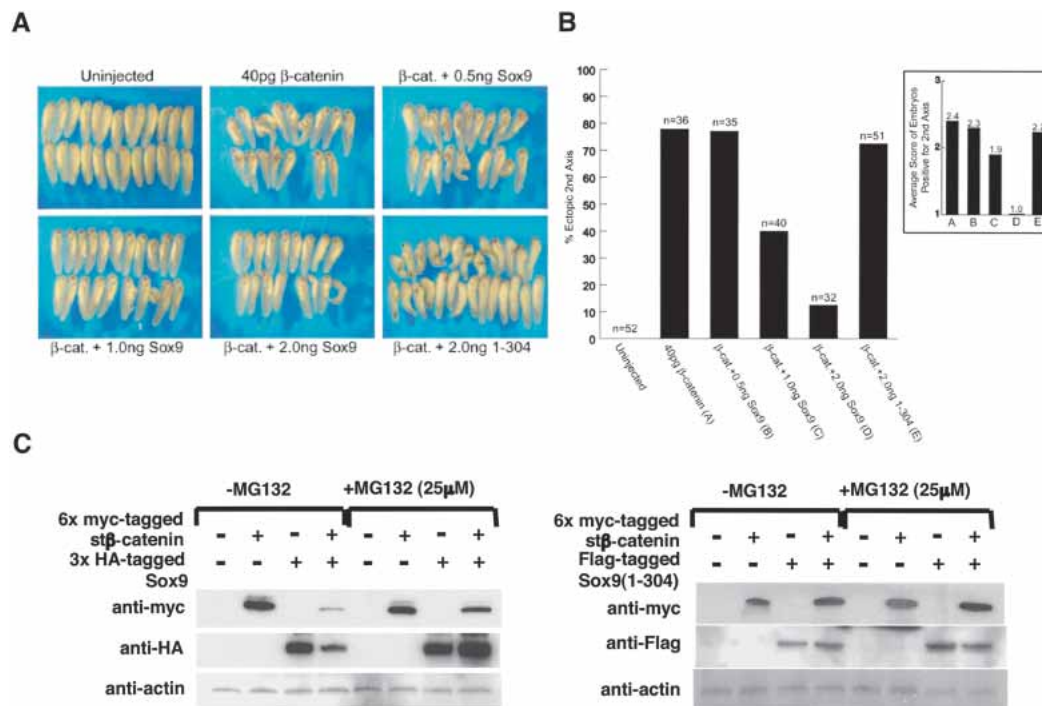 A
Uninjected
40pg β-catenin
β-cat. + 0.5ng Sox9
β-cat. + 1.0ng Sox9
β-cat. + 2.0ng Sox9
β-cat. + 2.0ng 1-304
B
% Ectopic 2nd Axis
100
90
80
70
60
50
40
30
20
10
0
n=52
n=36
n=35
n=40
n=32
n=51
Uninjected
40pg β-catenin (A)
β-cat.+0.5ng Sox9 (B)
β-cat.+1.0ng Sox9 (C)
β-cat.+2.0ng Sox9 (D)
β-cat.+2.0ng 1-304 (E)
Average Score of Embryos
Positive for 2nd Axis
3
2
1
2.4
2.3
1.9
1.0
A
B
C
D
E
C
-MG132
+MG132 (25μM)
6x myc-tagged
stβ-catenin
- + - + - + - +
3x HA-tagged
Sox9
- - + + - - + +
anti-myc
anti-HA
anti-actin
-MG132
+MG132 (25μM)
6x myc-tagged
stβ-catenin
- + - + - + - +
Flag-tagged
Sox9(1-304)
- - + + - - + +
anti-myc
anti-Flag
anti-actin